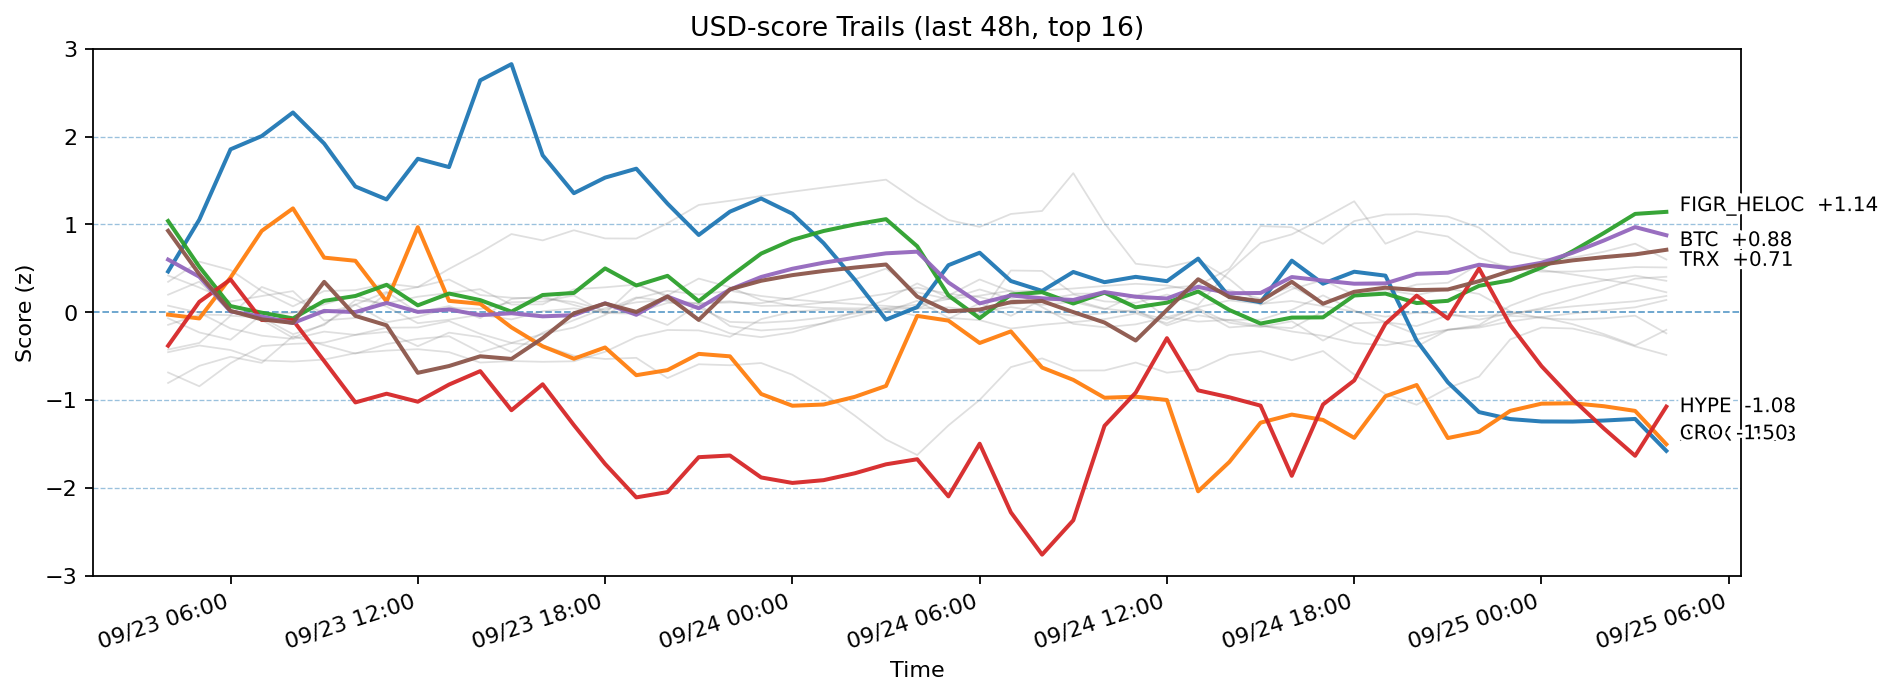 USD-score Trails (last 48h, top 16)
Score (z)
3
2
1
0
−1
−2
−3
FIGR_HELOC +1.14
BTC +0.88
TRX +0.71
HYPE -1.08
CRO -1.50
09/23 06:00
09/23 12:00
09/23 18:00
09/24 00:00
09/24 06:00
09/24 12:00
09/24 18:00
09/25 00:00
09/25 06:00
Time